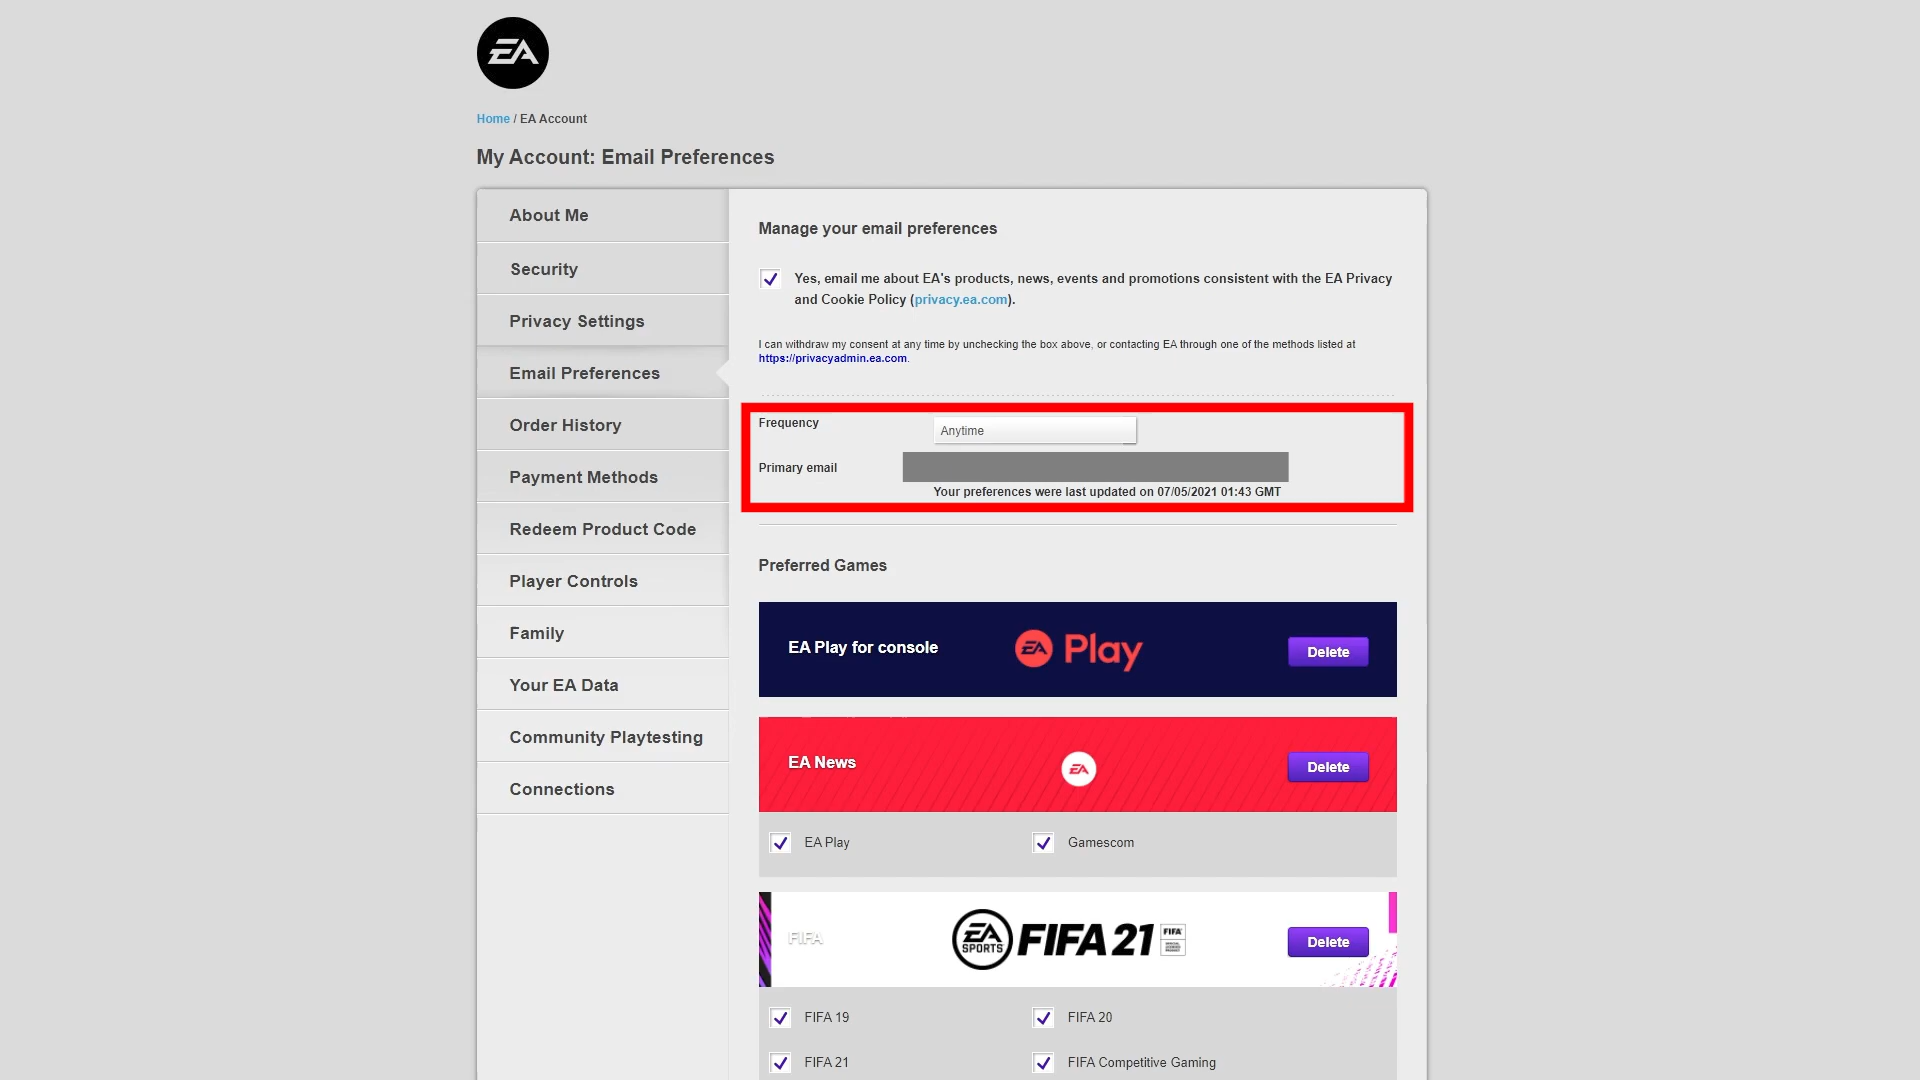 EA
Home / EA Account
My Account: Email Preferences
About Me
Security
Privacy Settings
Email Preferences
Order History
Payment Methods
Redeem Product Code
Player Controls
Family
Your EA Data
Community Playtesting
Connections
Manage your email preferences
Yes, email me about EA's products, news, events and promotions consistent with the EA Privacy
and Cookie Policy (privacy.ea.com).
I can withdraw my consent at any time by unchecking the box above, or contacting EA through one of the methods listed at
https://privacyadmin.ea.com.
Frequency
Anytime
Primary email
Your preferences were last updated on 07/05/2021 01:43 GMT
Preferred Games
EA Play for console
EA Play
Delete
EA News
EA
Delete
EA Play
Gamescom
FIFA
EA SPORTS FIFA 21
FIFA
Delete
FIFA 19
FIFA 20
FIFA 21
FIFA Competitive Gaming